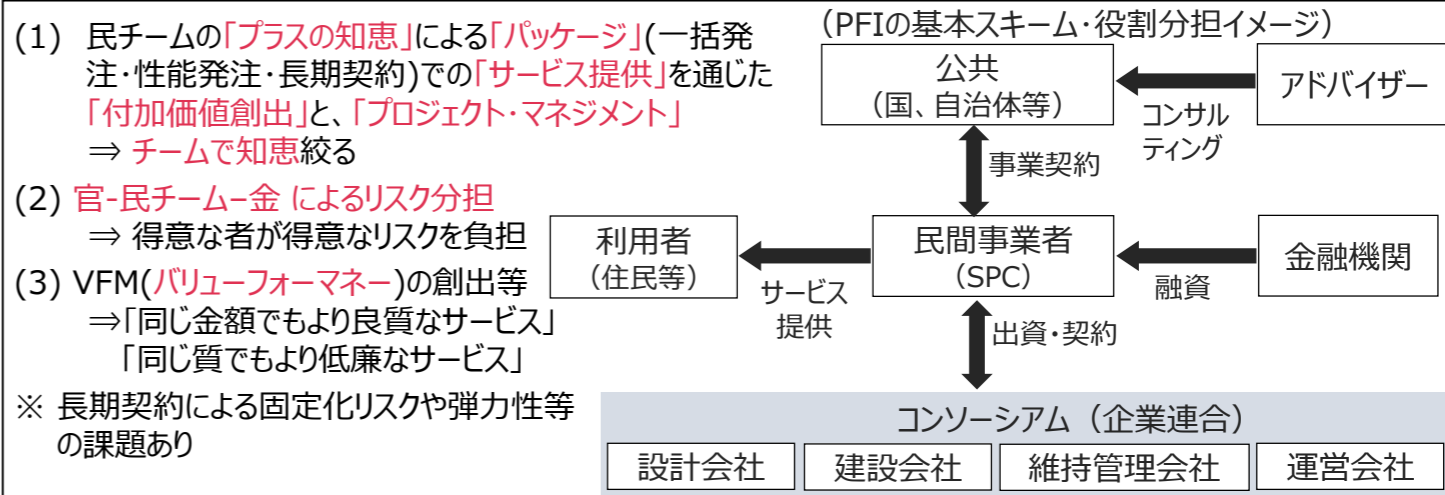 (1) 民チームの｢プラスの知恵｣による｢パッケージ｣(一括発
注･性能発注･長期契約)での｢サービス提供｣を通じた
｢付加価値創出｣と、｢プロジェクト･マネジメント｣
⇒ チームで知恵絞る
(2) 官-民チーム−金 によるリスク分担
⇒ 得意な者が得意なリスクを負担
(3) VFM(バリューフォーマネー)の創出等
⇒｢同じ金額でもより良質なサービス｣
｢同じ質でもより低廉なサービス｣
※ 長期契約による固定化リスクや弾力性等
の課題あり
（PFIの基本スキーム･役割分担イメージ）
公共
（国、自治体等）
アドバイザー
コンサル
ティング
事業契約
利用者
（住民等）
サービス
提供
民間事業者
（SPC）
融資
金融機関
出資･契約
コンソーシアム（企業連合）
設計会社
建設会社
維持管理会社
運営会社